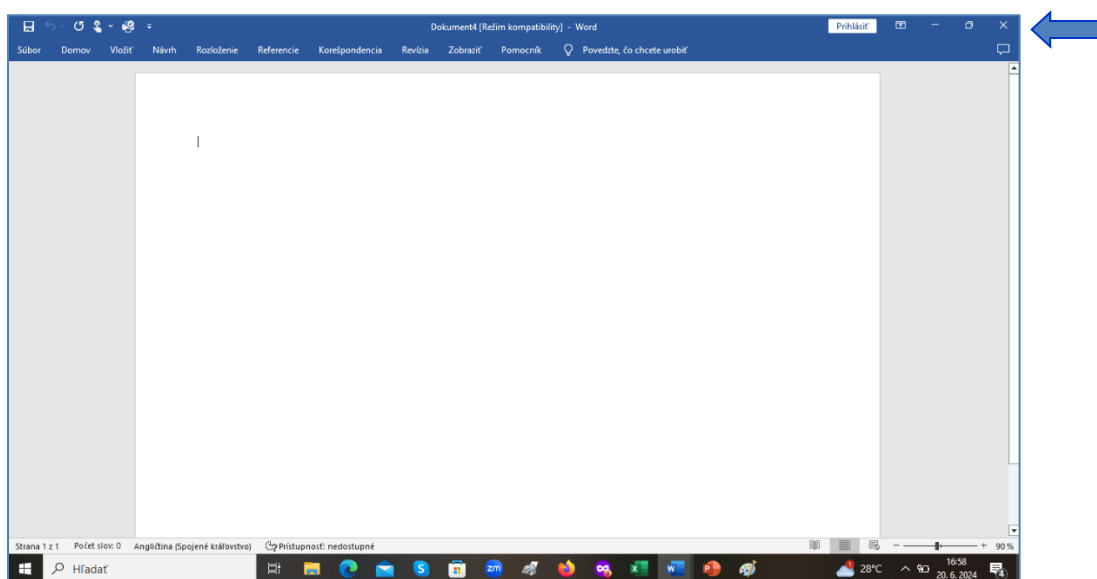 Dokument4 [Režim kompatibility] - Word
Prihlásiť
Súbor Domov Vložiť Návrh Rozloženie Referencie Korešpondencia Revízia Zobraziť Pomocník Povedzte, čo chcete urobiť
Strana 1 z 1 Počet slov: 0 Angličtina (Spojené kráľovstvo) Prístupnosť: nedostupné 90 %
Hľadať S zm x w P 28°C 16:58
20. 6. 2024 4